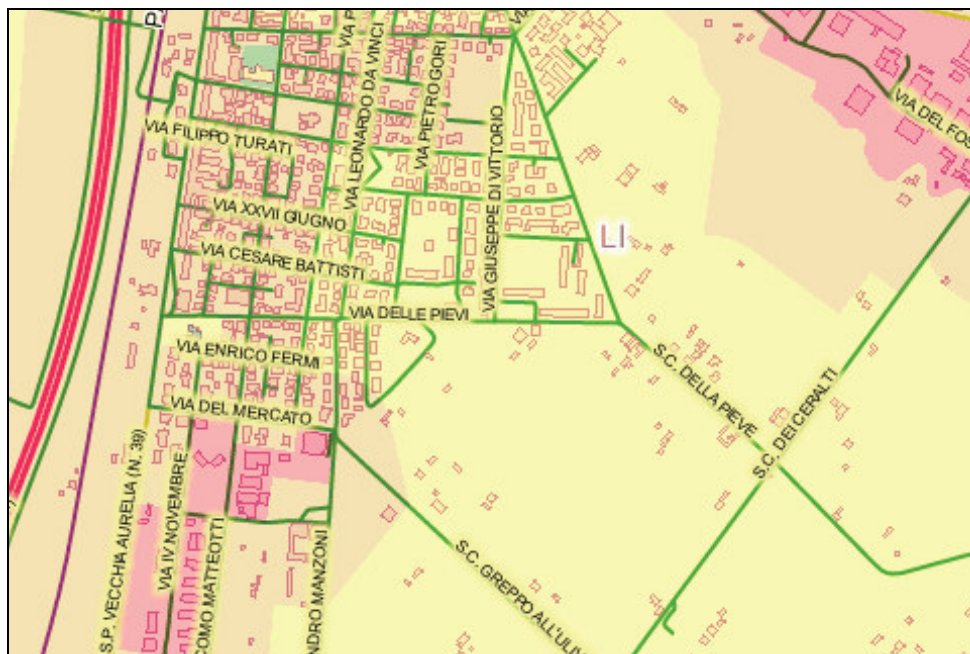 VIA LEONARDO DA VINCI
VIA PIETRO GORI
VIA GIUSEPPE DI VITTORIO
VIA DEL FOS
VIA FILIPPO TURATI
VIA XXVII GIUGNO
LI
VIA CESARE BATTISTI
VIA DELLE PIEVI
VIA ENRICO FERMI
S.C. DELLA PIEVE
S.C. DEI CERALTI
VIA DEL MERCATO
S.P. VECCHIA AURELIA (N. 39)
VIA IV NOVEMBRE
COMO MATTEOTTI
NDRO MANZONI
S.C. GREPPO ALL'ULIV